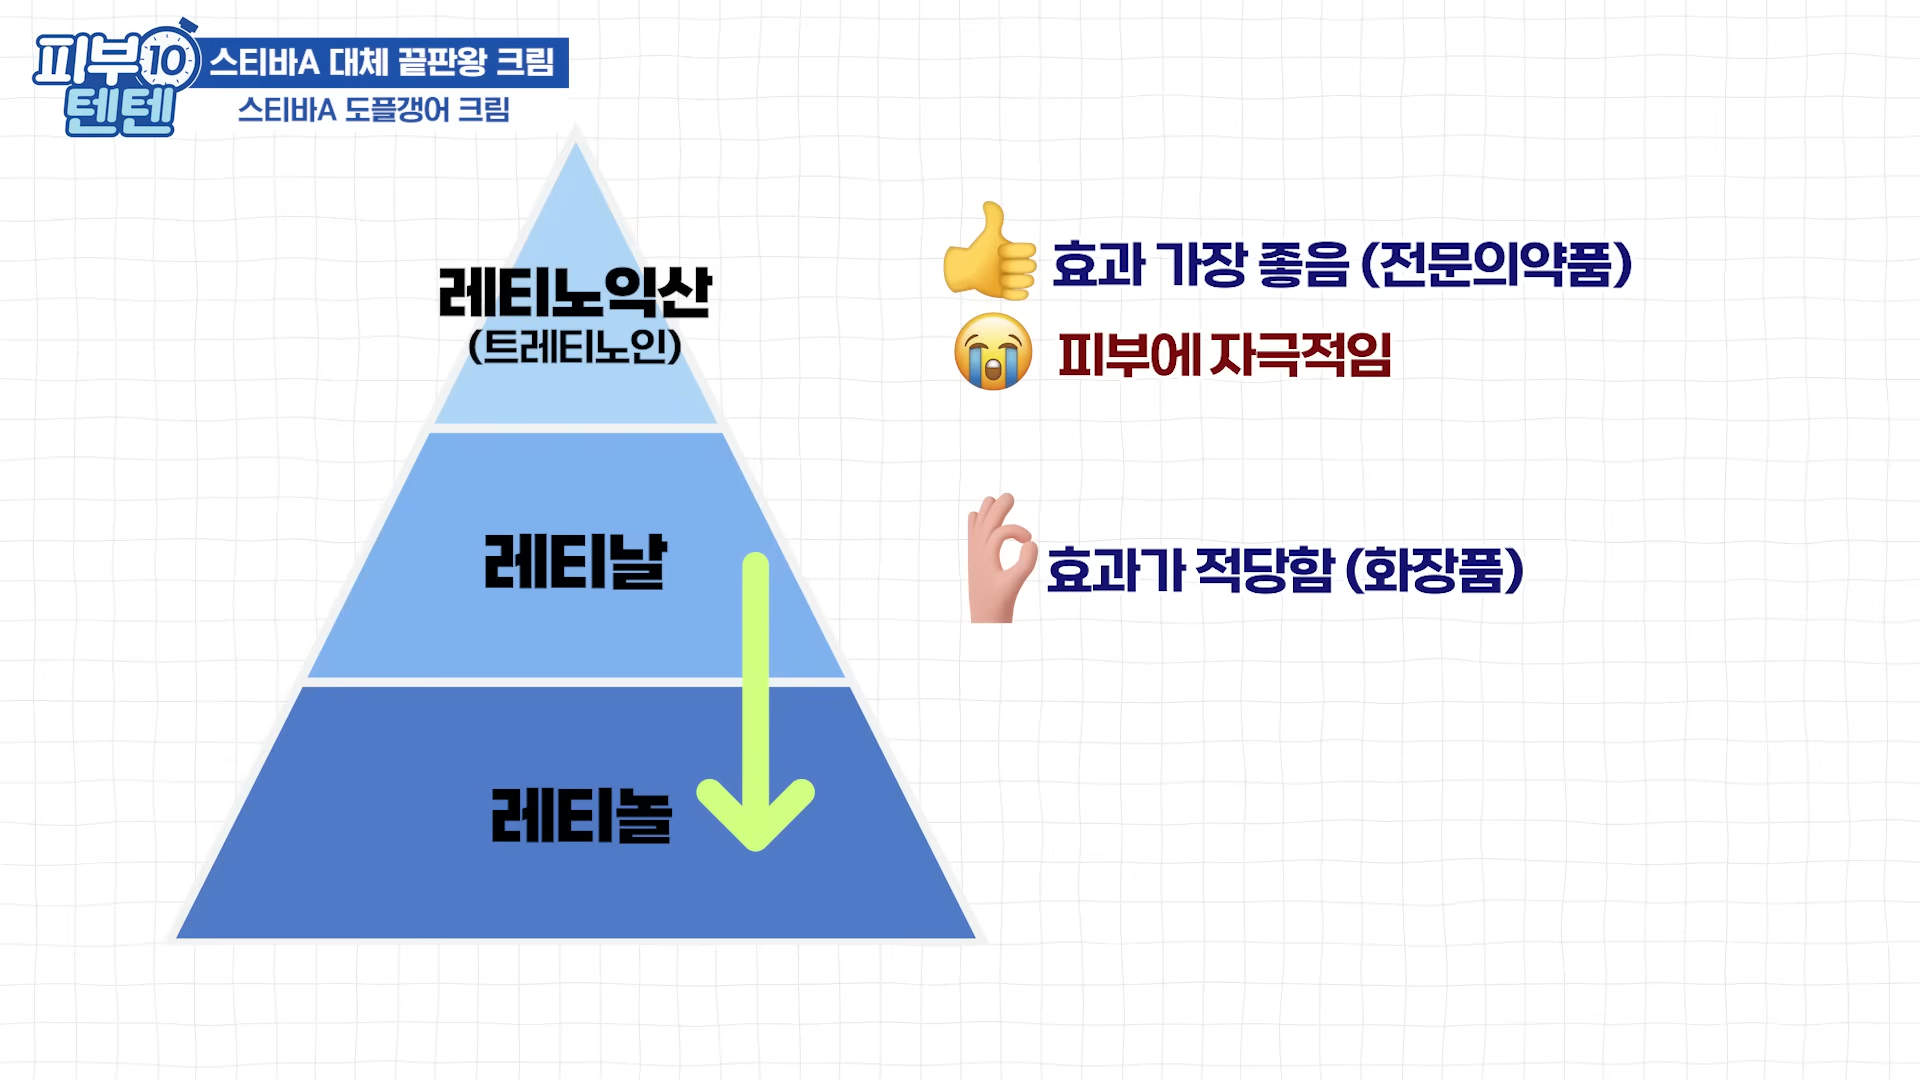 피부
10
텐텐
스티바A 대체 끝판왕 크림
스티바A 도플갱어 크림
레티노익산
(트레티노인)
효과 가장 좋음 (전문의약품)
피부에 자극적임
레티날
효과가 적당함 (화장품)
레티놀